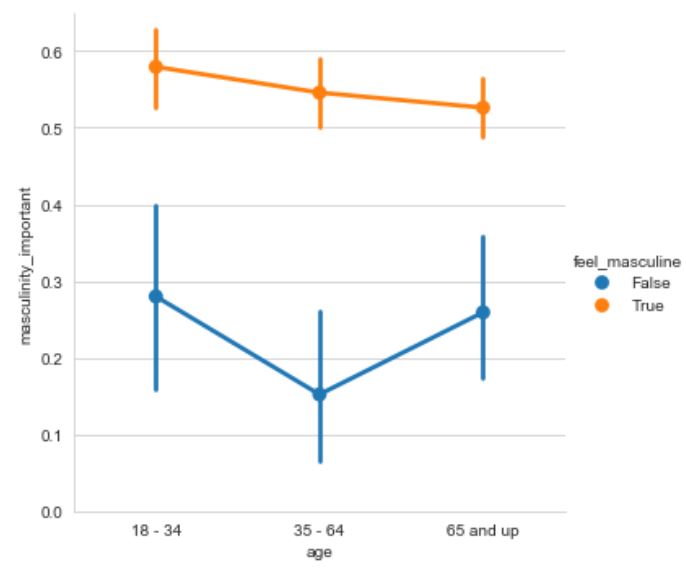 0.6
0.5
0.4
0.3
0.2
0.1
0.0
masculinity_important
18 - 34
35 - 64
65 and up
age
feel_masculine
False
True